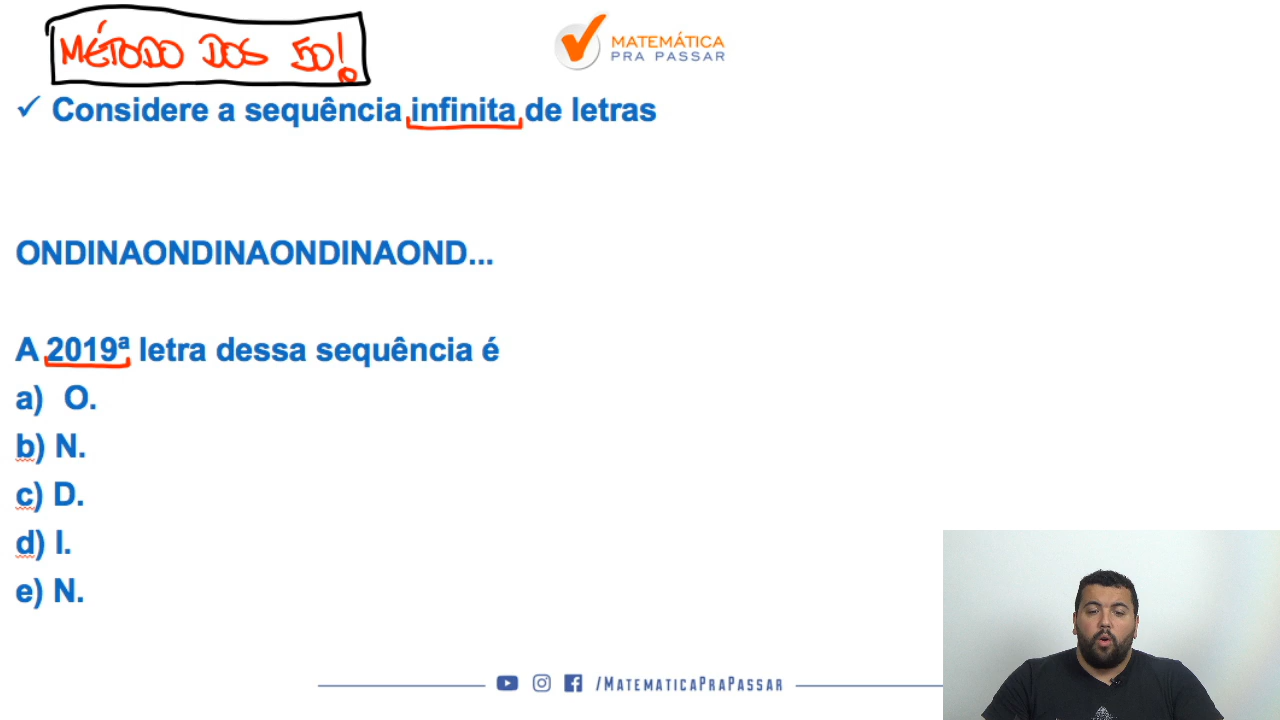 MÉTODO DOS 50!
MATEMÁTICA
PRA PASSAR
✓ Considere a sequência infinita de letras
ONDINAONDINAONDINAOND...
A 2019ª letra dessa sequência é
a) O.
b) N.
c) D.
d) I.
e) N.
/MATEMATICAPRAPASSAR